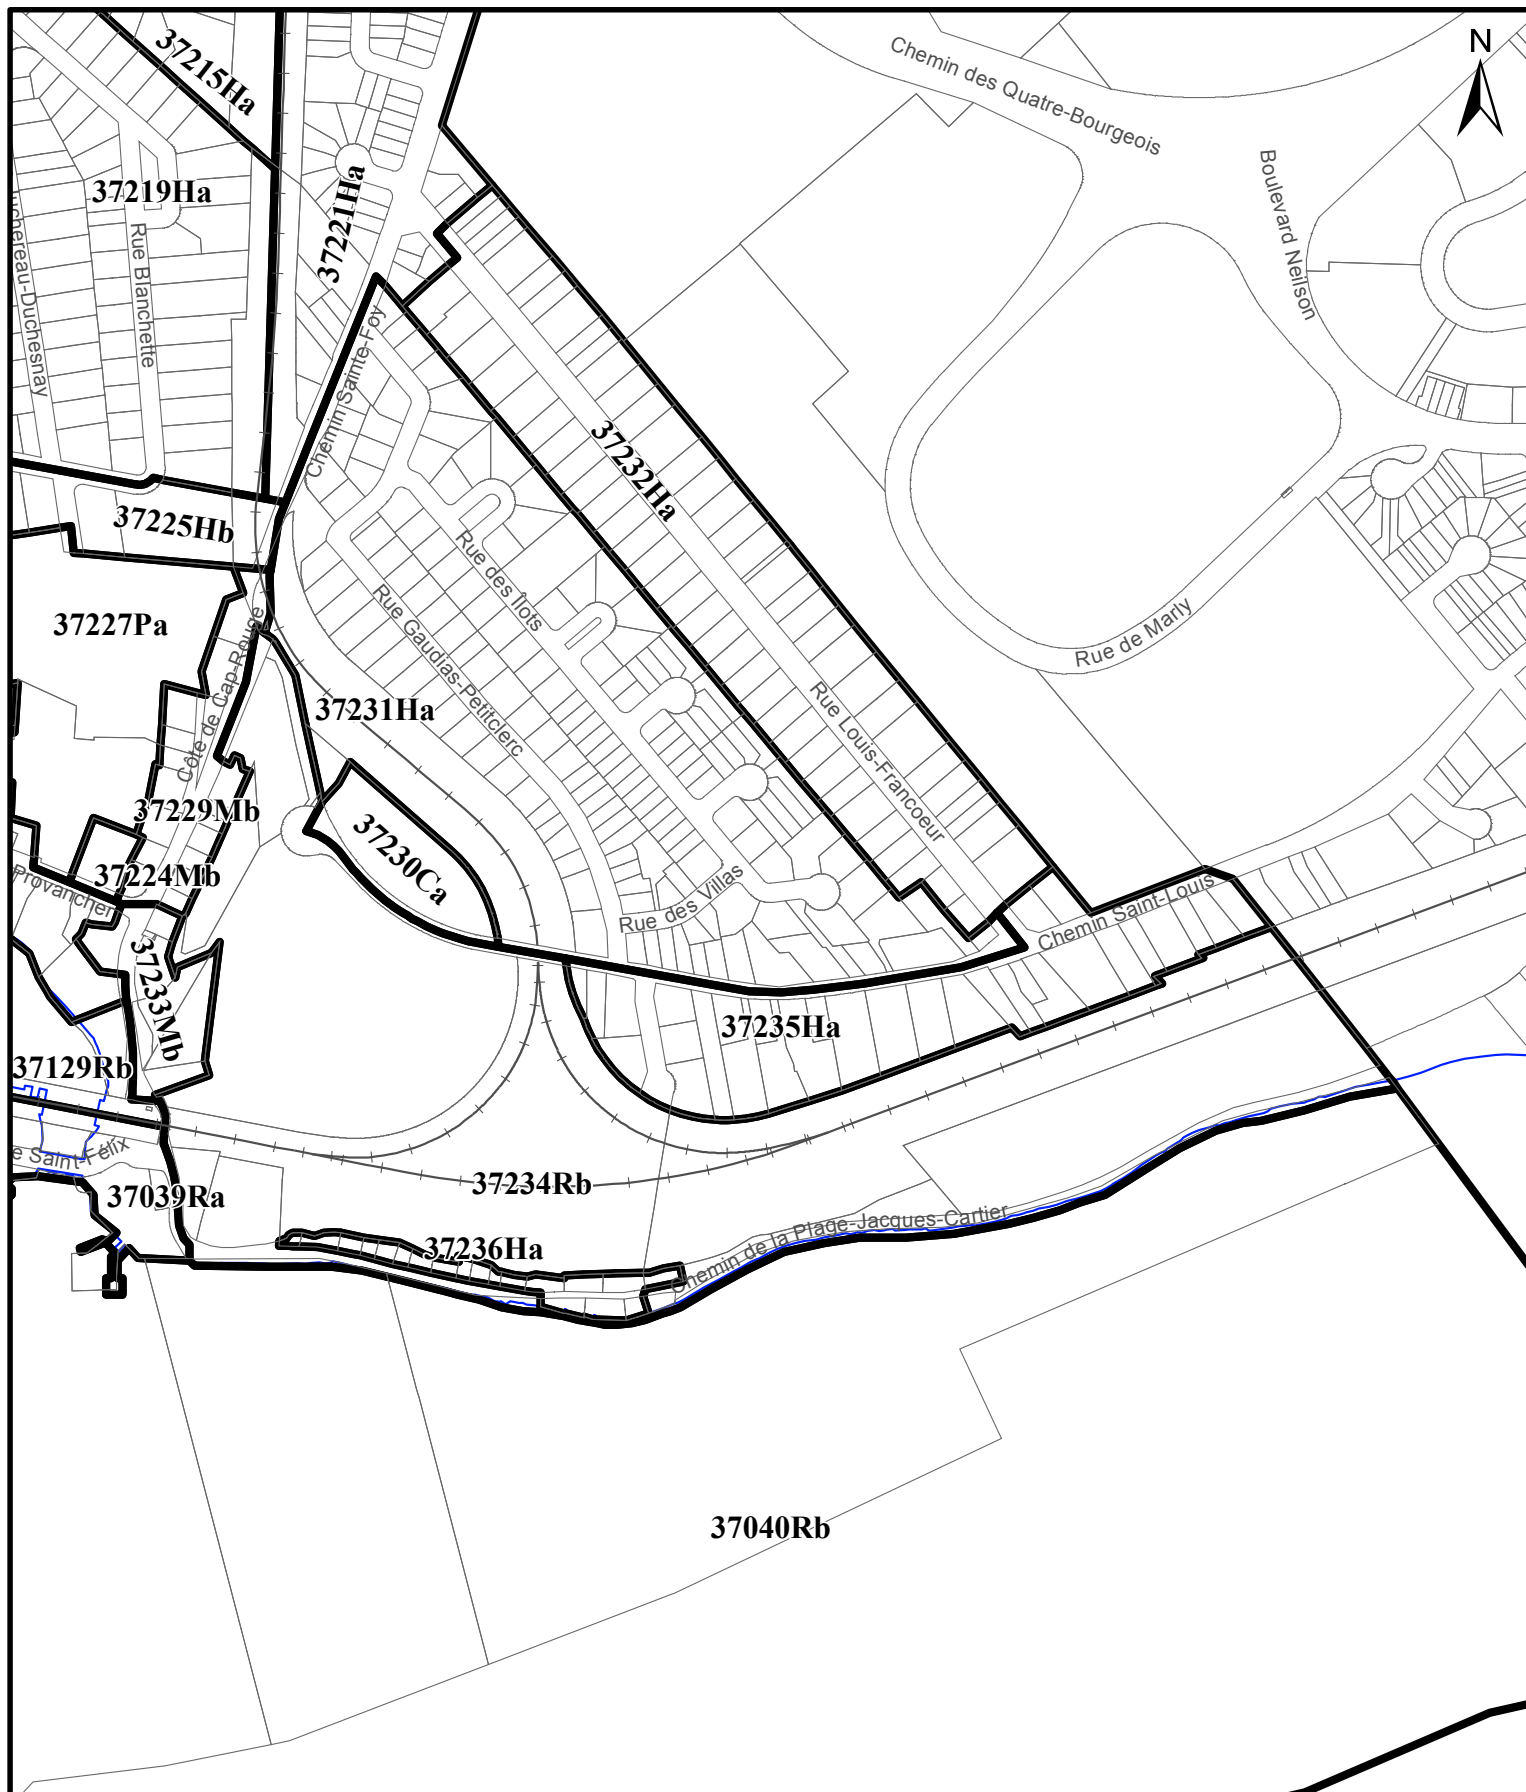 N
Chemin des Quatre-Bourgeois
37215Ha
Boulevard Neilson
37219Ha
37221Ha
Rue Blanchette
uchereau-Duchesnay
Chemin Sainte-Foy
37232Ha
37225Hb
Rue des Îlots
37227Pa
Rue Gaudias-Petitclerc
Rue de Marly
Côte de Cap-Rouge
37231Ha
Rue Louis-Francoeur
37229Mb
37230Ca
37224Mb
Provancher
Rue des Villas
Chemin Saint-Louis
37233Mb
37235Ha
37129Rb
e Saint-Félix
37234Rb
37039Ra
Chemin de la Plage-Jacques-Cartier
37236Ha
37040Rb